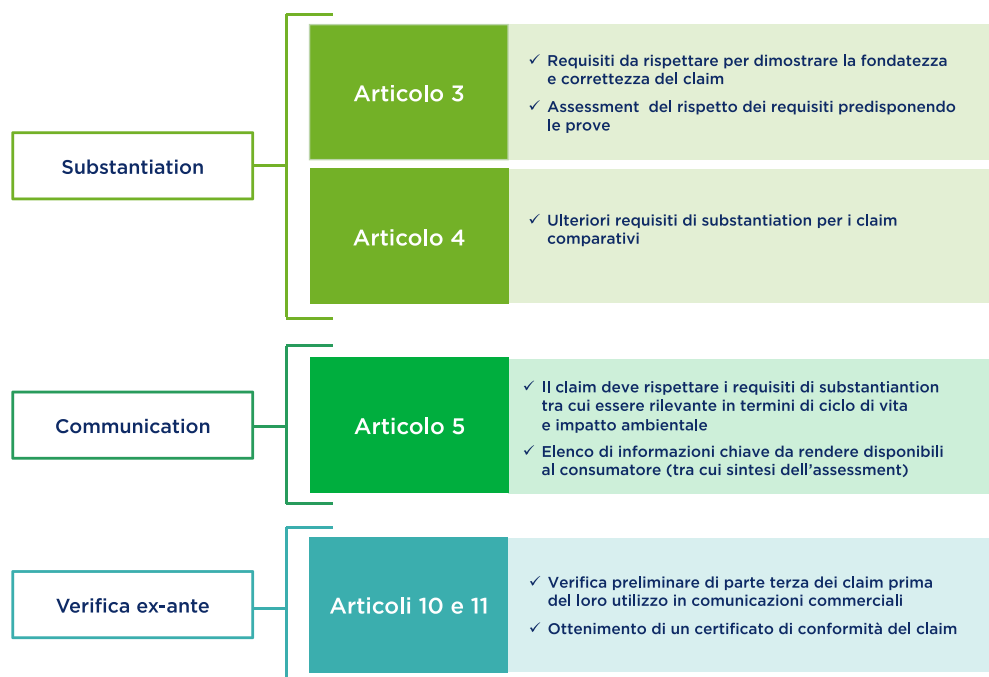 Substantiation
Articolo 3
✓ Requisiti da rispettare per dimostrare la fondatezza
e correttezza del claim
✓ Assessment del rispetto dei requisiti predisponendo
le prove
Articolo 4
✓ Ulteriori requisiti di substantiation per i claim
comparativi
Communication
Articolo 5
✓ Il claim deve rispettare i requisiti di substantiantion
tra cui essere rilevante in termini di ciclo di vita
e impatto ambientale
✓ Elenco di informazioni chiave da rendere disponibili
al consumatore (tra cui sintesi dell'assessment)
Verifica ex-ante
Articoli 10 e 11
✓ Verifica preliminare di parte terza dei claim prima
del loro utilizzo in comunicazioni commerciali
✓ Ottenimento di un certificato di conformità del claim